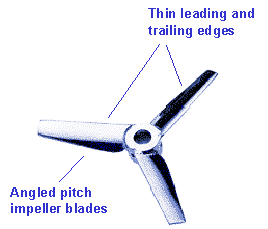 Thin leading and
trailing edges
Angled pitch
impeller blades